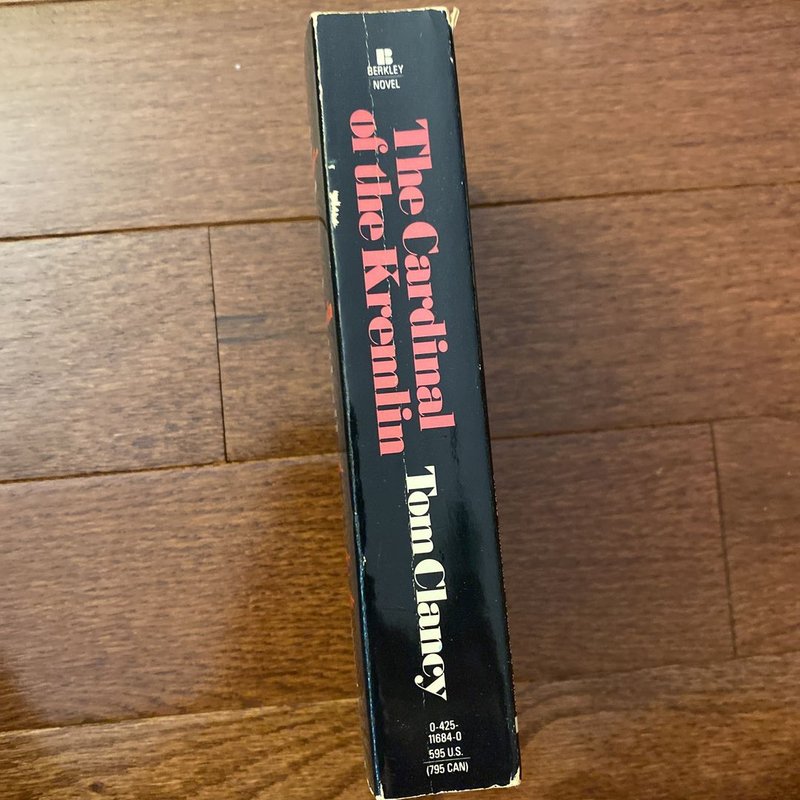 B
BERKLEY
NOVEL
The Cardinal
of the Kremlin
Tom Clancy
0-425-
11684-0
595 U.S.
(795 CAN)